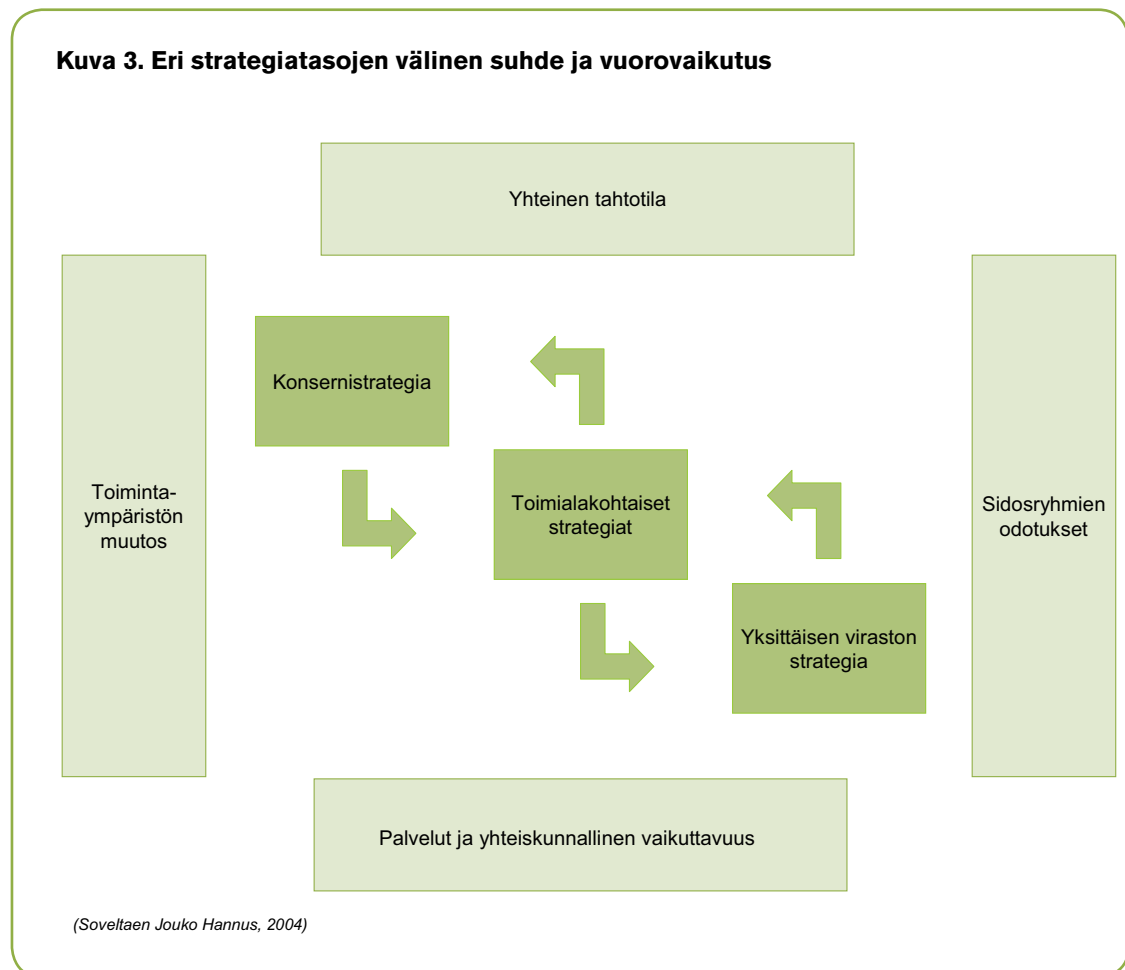 Kuva 3. Eri strategiatasojen välinen suhde ja vuorovaikutus
Yhteinen tahtotila
Konsernistrategia
Toiminta-
ympäristön
muutos
Toimialakohtaiset
strategiat
Sidosryhmien
odotukset
Yksittäisen viraston
strategia
Palvelut ja yhteiskunnallinen vaikuttavuus
(Soveltaen Jouko Hannus, 2004)